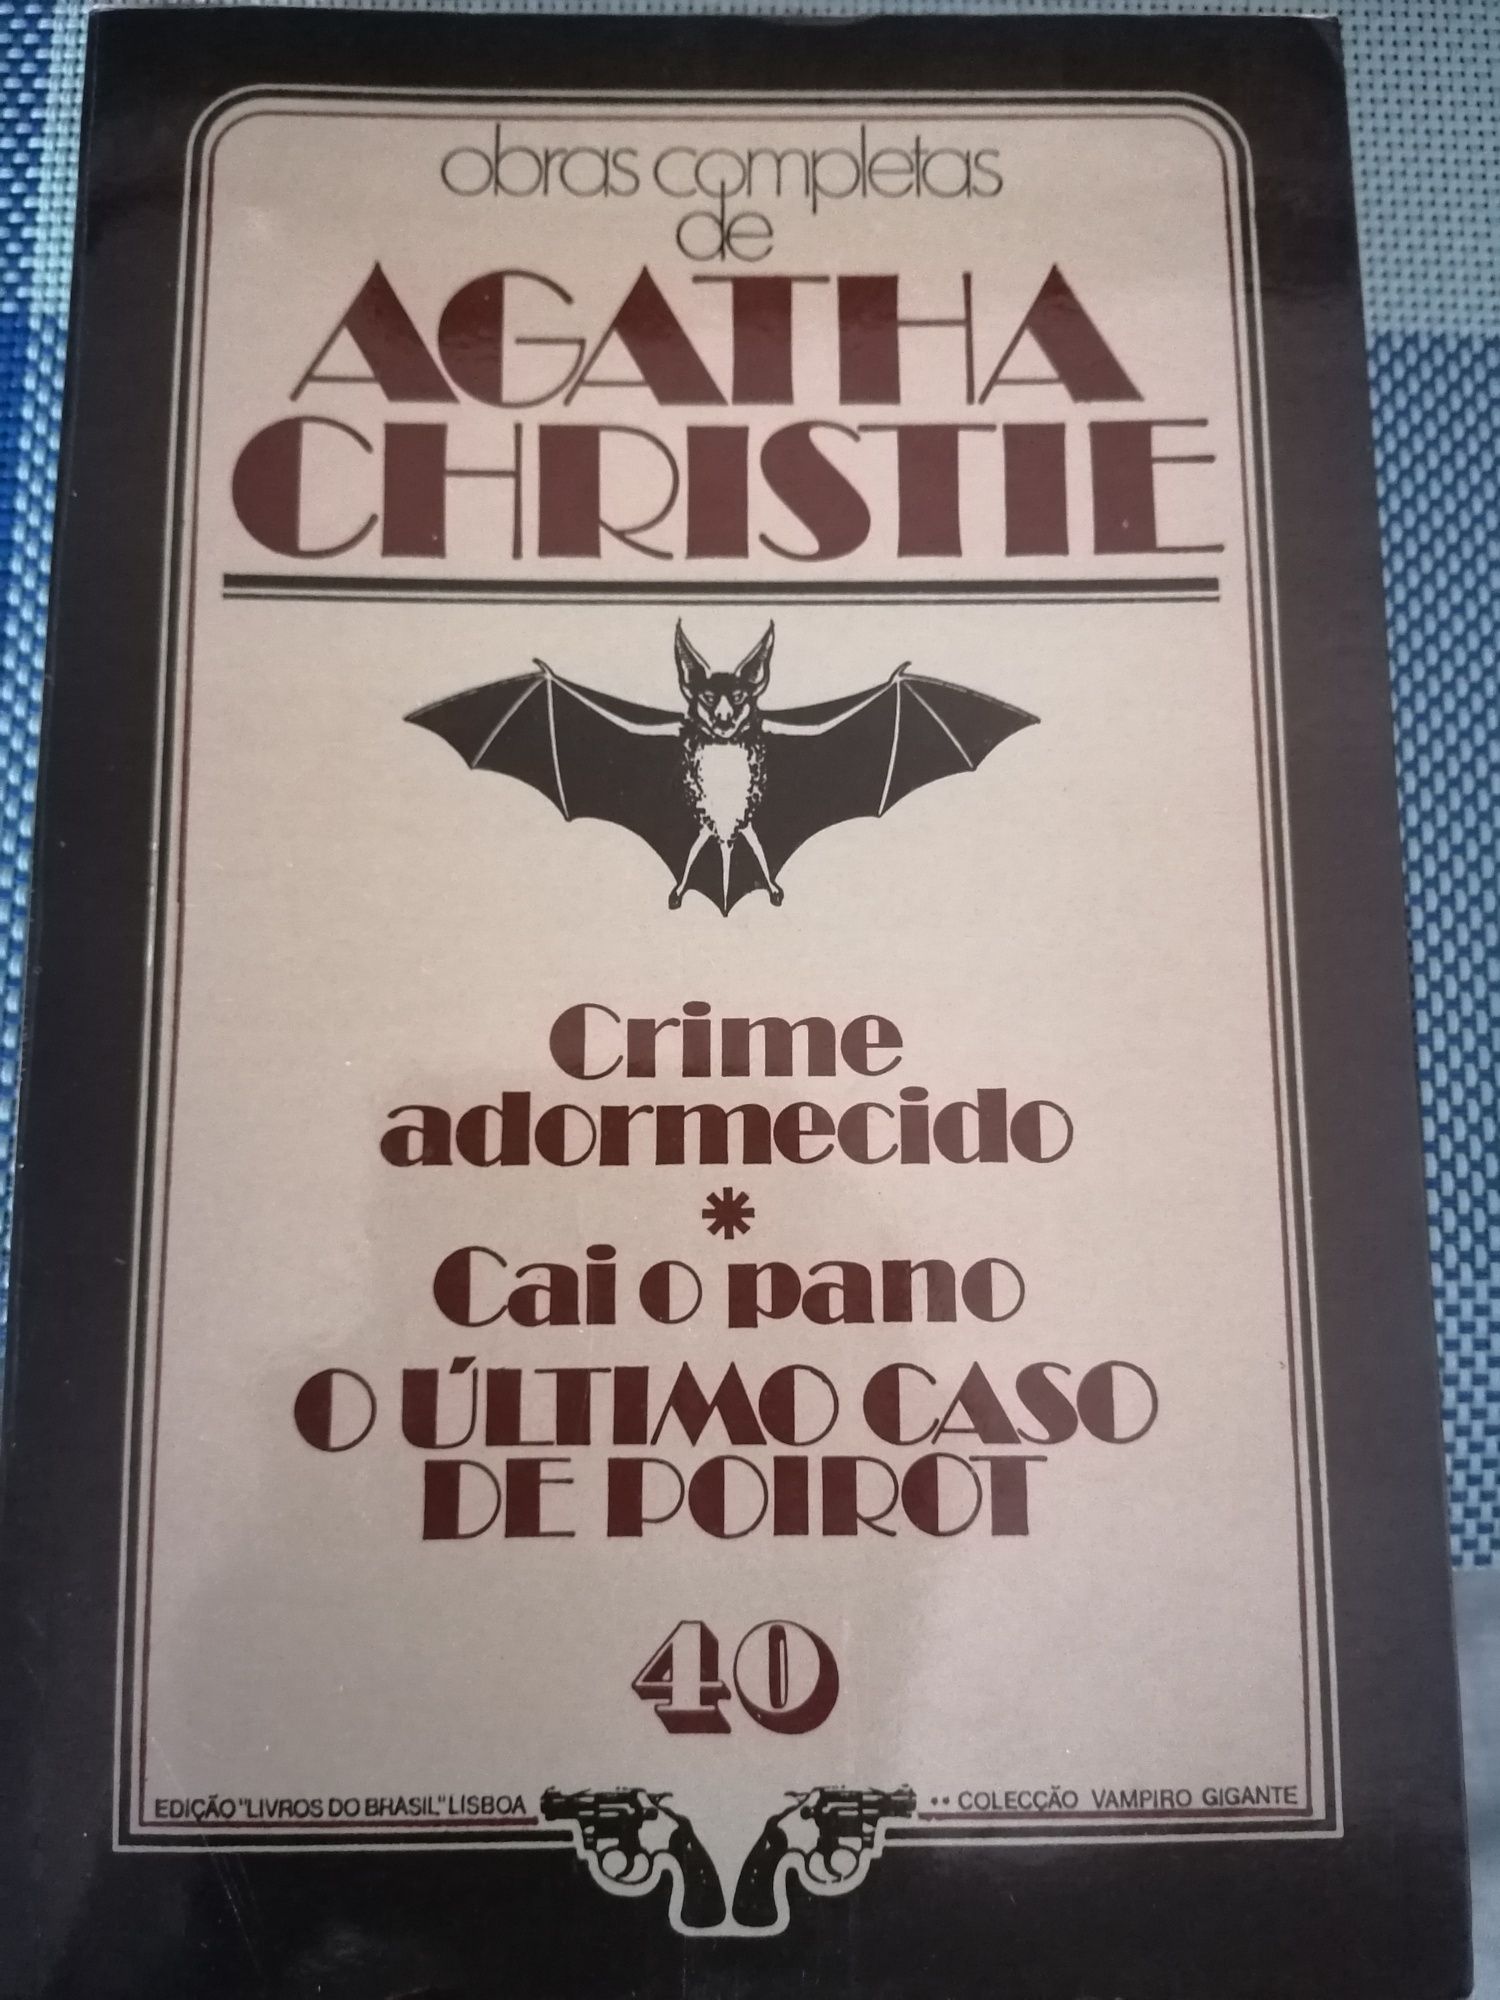 obras completas
de
AGATHA
CHRISTIE
Crime
adormecido
*
Cai o pano
O ÚLTIMO CASO
DE POIROT
40
EDIÇÃO "LIVROS DO BRASIL" LISBOA
•• COLECÇÃO VAMPIRO GIGANTE